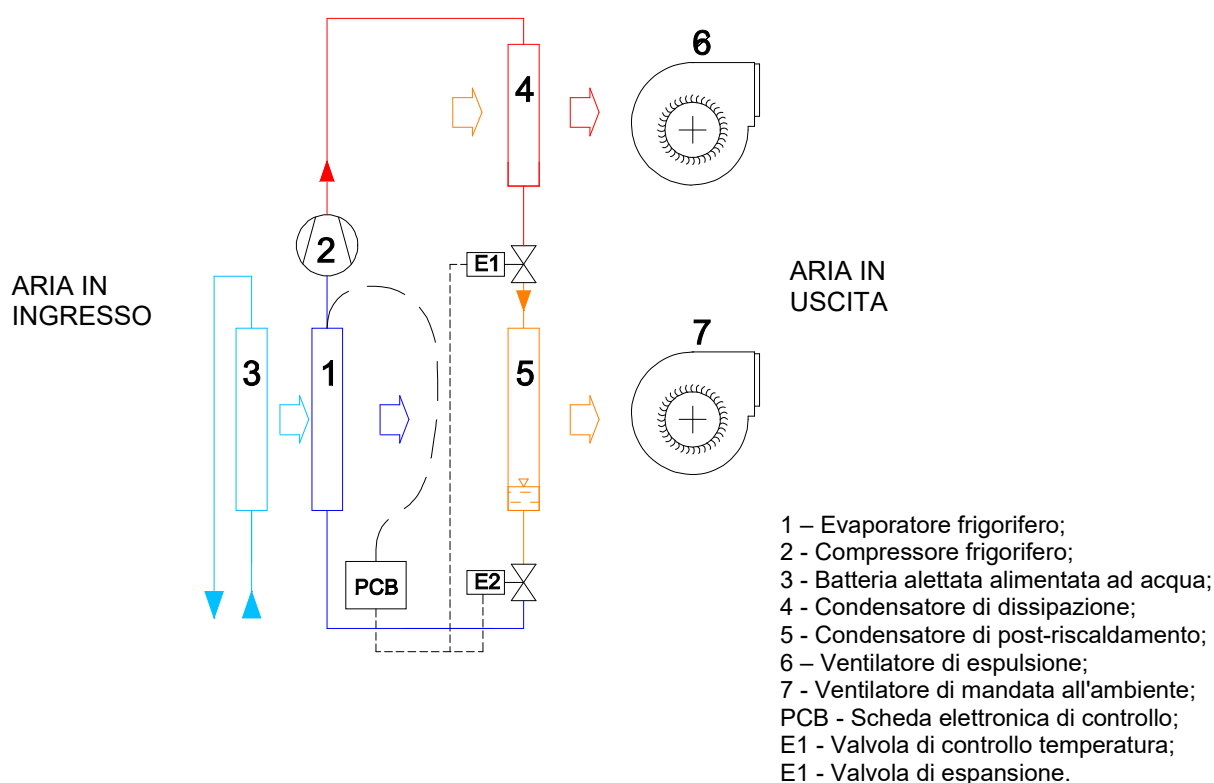 6
4
2
E1
ARIA IN
INGRESSO
ARIA IN
USCITA
7
3
1
5
PCB
E2
1 – Evaporatore frigorifero;
2 - Compressore frigorifero;
3 - Batteria alettata alimentata ad acqua;
4 - Condensatore di dissipazione;
5 - Condensatore di post-riscaldamento;
6 – Ventilatore di espulsione;
7 - Ventilatore di mandata all'ambiente;
PCB - Scheda elettronica di controllo;
E1 - Valvola di controllo temperatura;
E1 - Valvola di espansione.